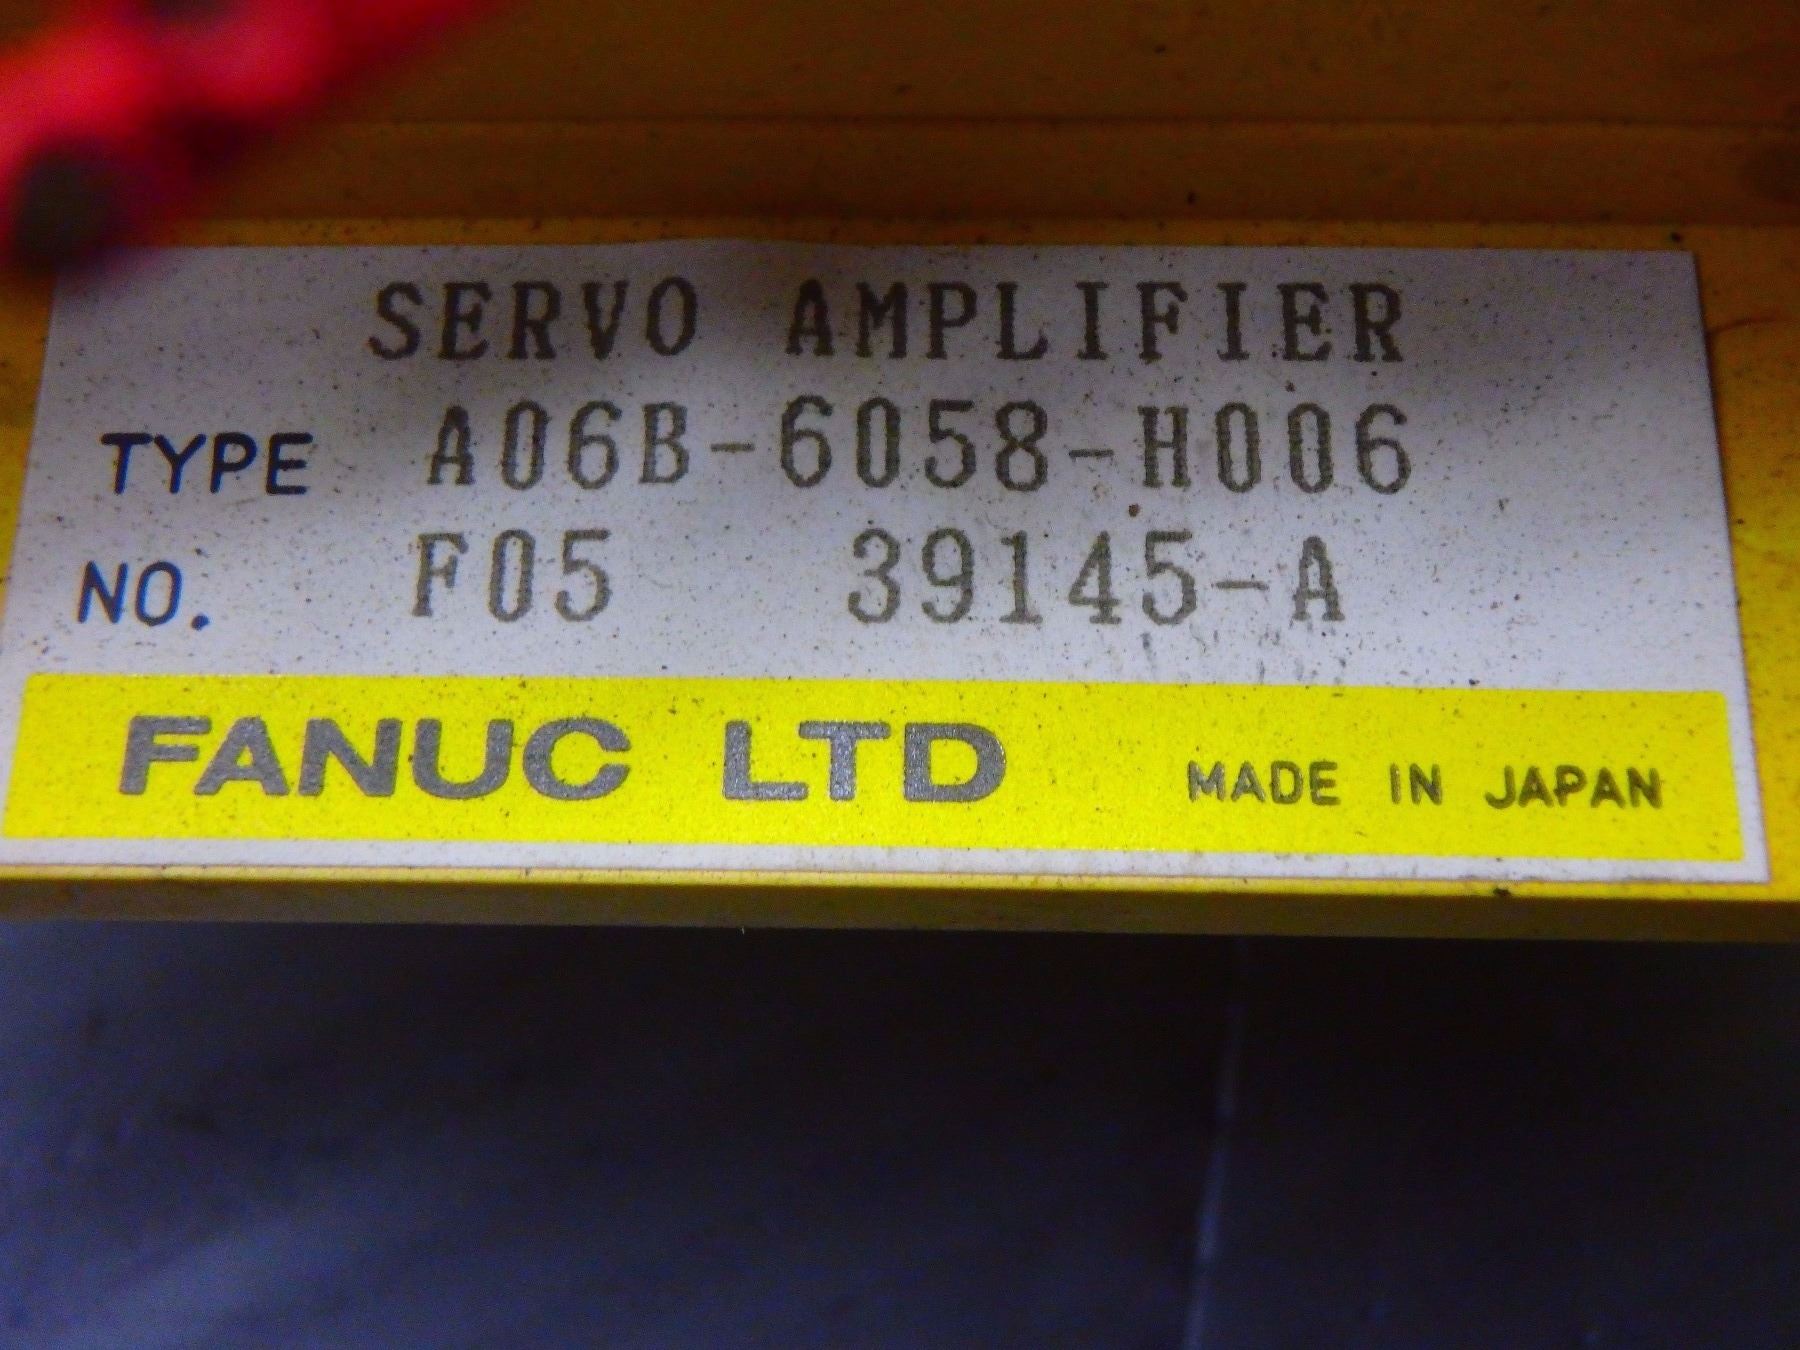 SERVO AMPLIFIER
TYPE A06B-6058-H006
NO. F05 39145-A
FANUC LTD MADE IN JAPAN